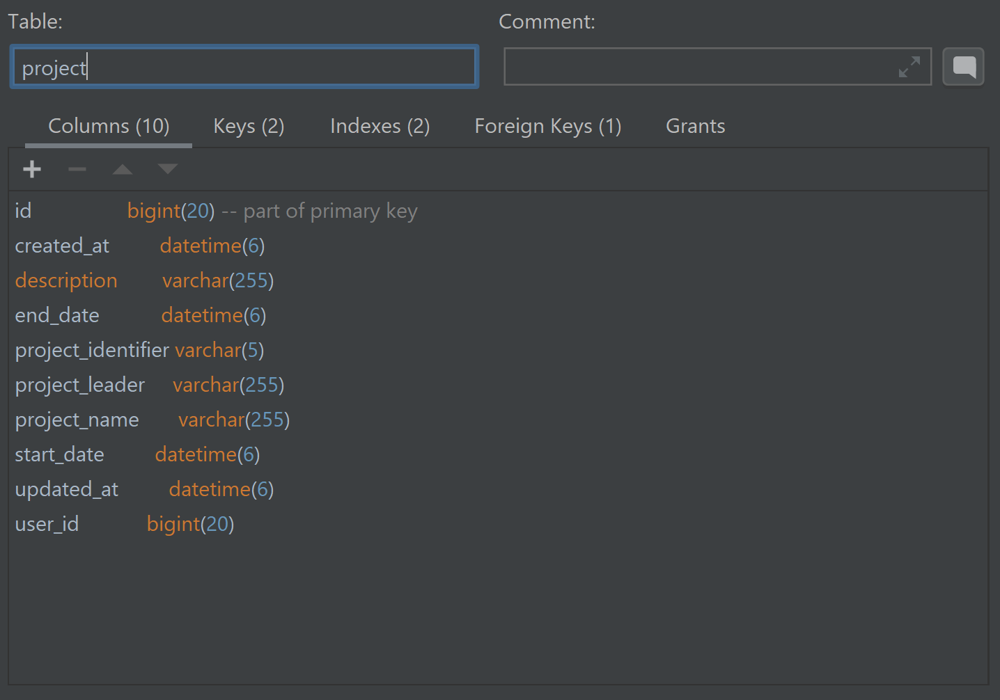 Table: Comment:
project
Columns (10) Keys (2) Indexes (2) Foreign Keys (1) Grants
id bigint(20) -- part of primary key
created_at datetime(6)
description varchar(255)
end_date datetime(6)
project_identifier varchar(5)
project_leader varchar(255)
project_name varchar(255)
start_date datetime(6)
updated_at datetime(6)
user_id bigint(20)